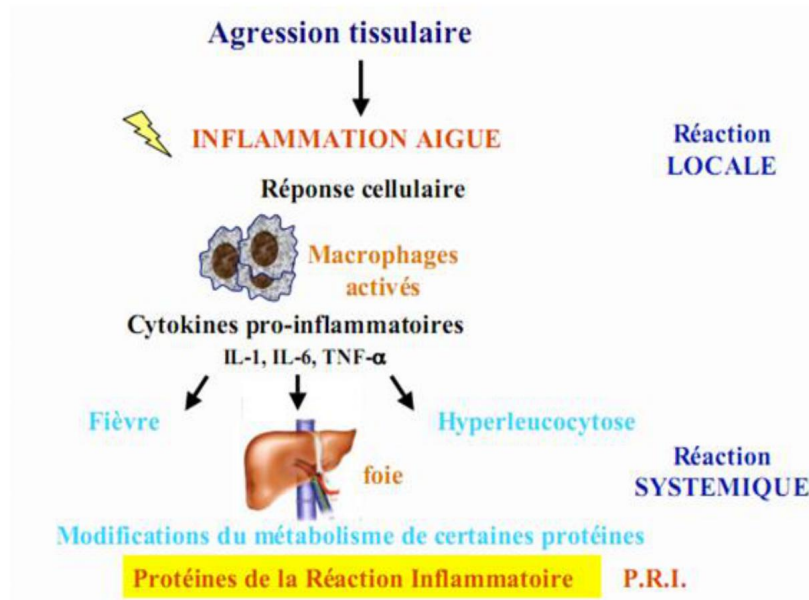 Agression tissulaire
INFLAMMATION AIGUE
Réaction
LOCALE
Réponse cellulaire
Macrophages
activés
Cytokines pro-inflammatoires
IL-1, IL-6, TNF-α
Fièvre
Hyperleucocytose
foie
Réaction
SYSTEMIQUE
Modifications du métabolisme de certaines protéines
Protéines de la Réaction Inflammatoire P.R.I.